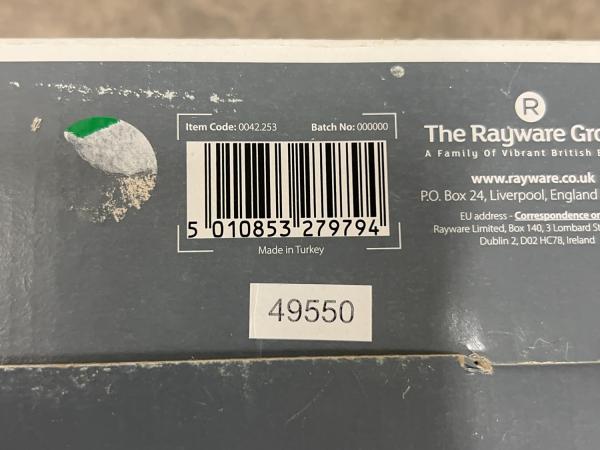 Item Code: 0042.253 Batch No: 000000
5 010853 279794
Made in Turkey
49550
R
The Rayware Gro
A Family Of Vibrant British
www.rayware.co.uk
P.O. Box 24, Liverpool, England
EU address - Correspondence on
Rayware Limited, Box 140, 3 Lombard St
Dublin 2, D02 HC78, Ireland